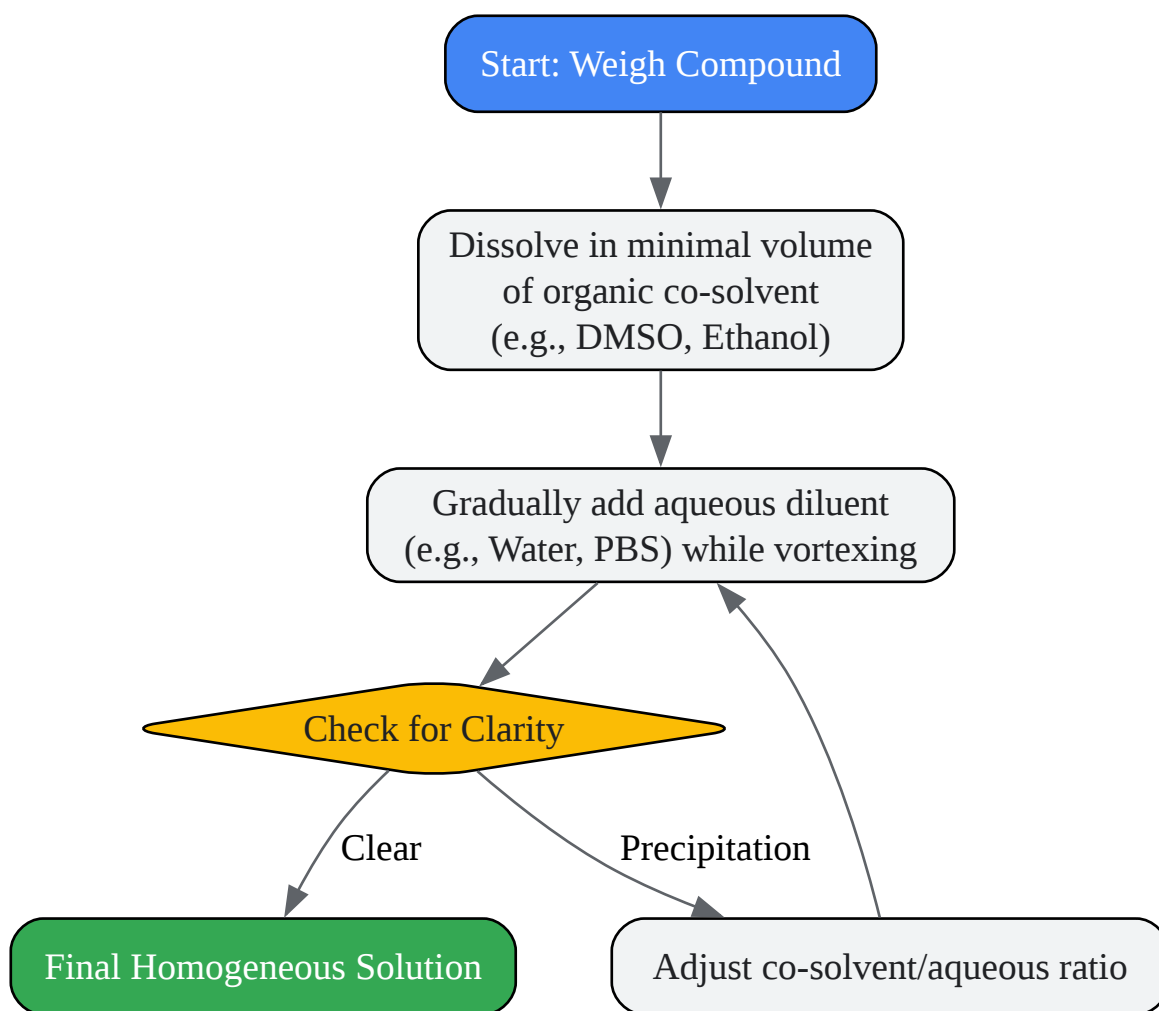 Start: Weigh Compound
Dissolve in minimal volume
of organic co-solvent
(e.g., DMSO, Ethanol)
Gradually add aqueous diluent
(e.g., Water, PBS) while vortexing
Check for Clarity
Clear
Precipitation
Final Homogeneous Solution
Adjust co-solvent/aqueous ratio